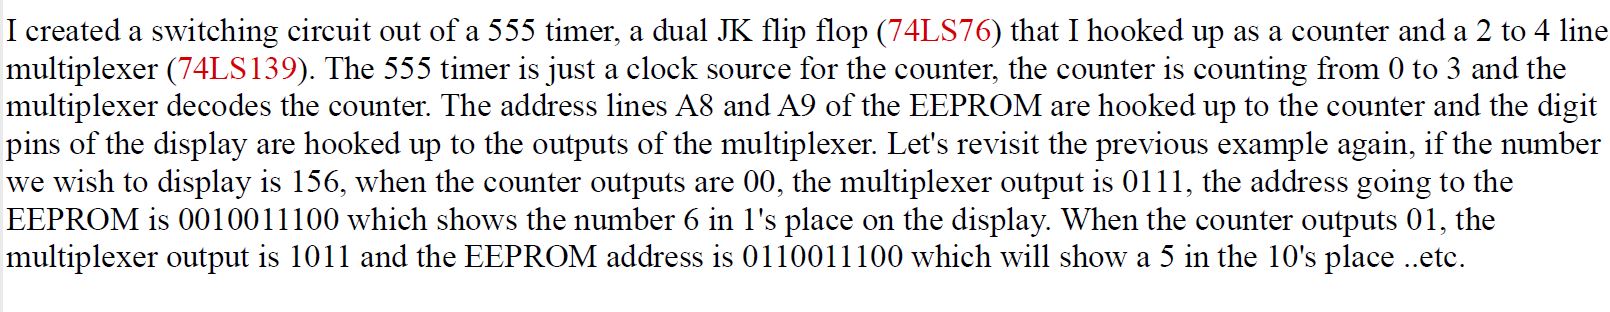 I created a switching circuit out of a 555 timer, a dual JK flip flop (74LS76) that I hooked up as a counter and a 2 to 4 line
multiplexer (74LS139). The 555 timer is just a clock source for the counter, the counter is counting from 0 to 3 and the
multiplexer decodes the counter. The address lines A8 and A9 of the EEPROM are hooked up to the counter and the digit
pins of the display are hooked up to the outputs of the multiplexer. Let's revisit the previous example again, if the number
we wish to display is 156, when the counter outputs are 00, the multiplexer output is 0111, the address going to the
EEPROM is 0010011100 which shows the number 6 in 1's place on the display. When the counter outputs 01, the
multiplexer output is 1011 and the EEPROM address is 0110011100 which will show a 5 in the 10's place ..etc.